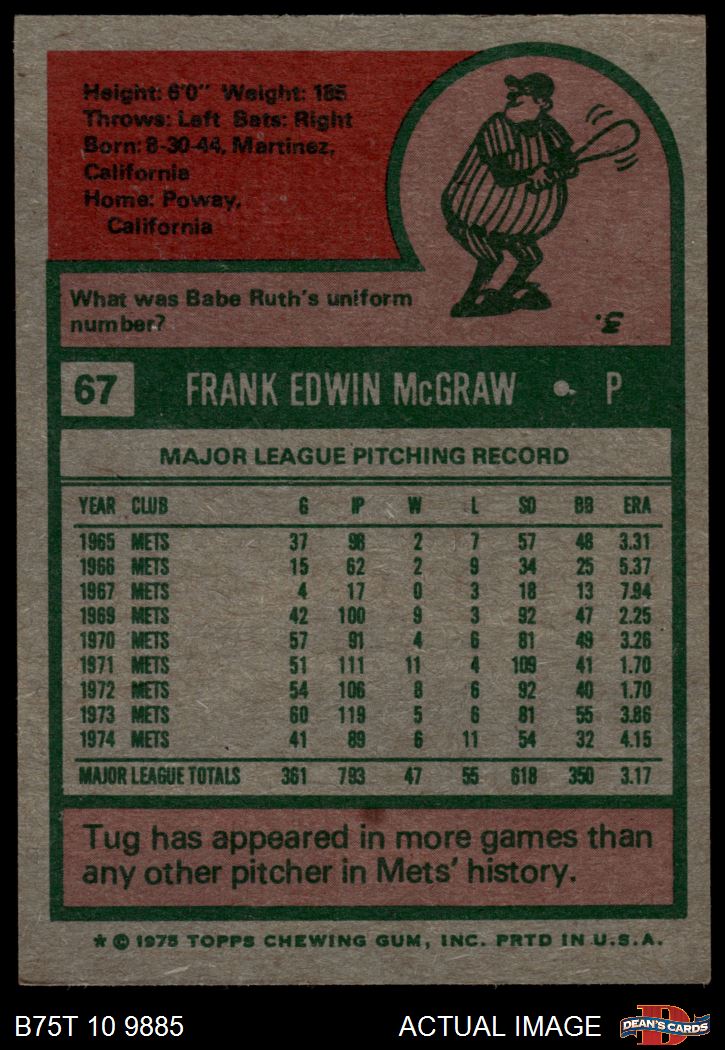 Height: 6'0" Weight: 185
Throws: Left Bats: Right
Born: 8-30-44, Martinez,
California
Home: Poway,
California
What was Babe Ruth's uniform
number?
3.
67 FRANK EDWIN McGRAW P
MAJOR LEAGUE PITCHING RECORD
YEAR CLUB G IP W L SO BB ERA
1965 METS 37 98 2 7 57 48 3.31
1966 METS 15 62 2 9 34 25 5.37
1967 METS 4 17 0 3 18 13 7.94
1969 METS 42 100 9 3 92 47 2.25
1970 METS 57 91 4 6 81 49 3.26
1971 METS 51 111 11 4 109 41 1.70
1972 METS 54 106 8 6 92 40 1.70
1973 METS 60 119 5 6 81 55 3.86
1974 METS 41 89 6 11 54 32 4.15
MAJOR LEAGUE TOTALS 361 793 47 55 618 350 3.17
Tug has appeared in more games than
any other pitcher in Mets' history.
* © 1975 TOPPS CHEWING GUM, INC. PRTD IN U.S.A.
B75T 10 9885 ACTUAL IMAGE D DEAN'S CARDS